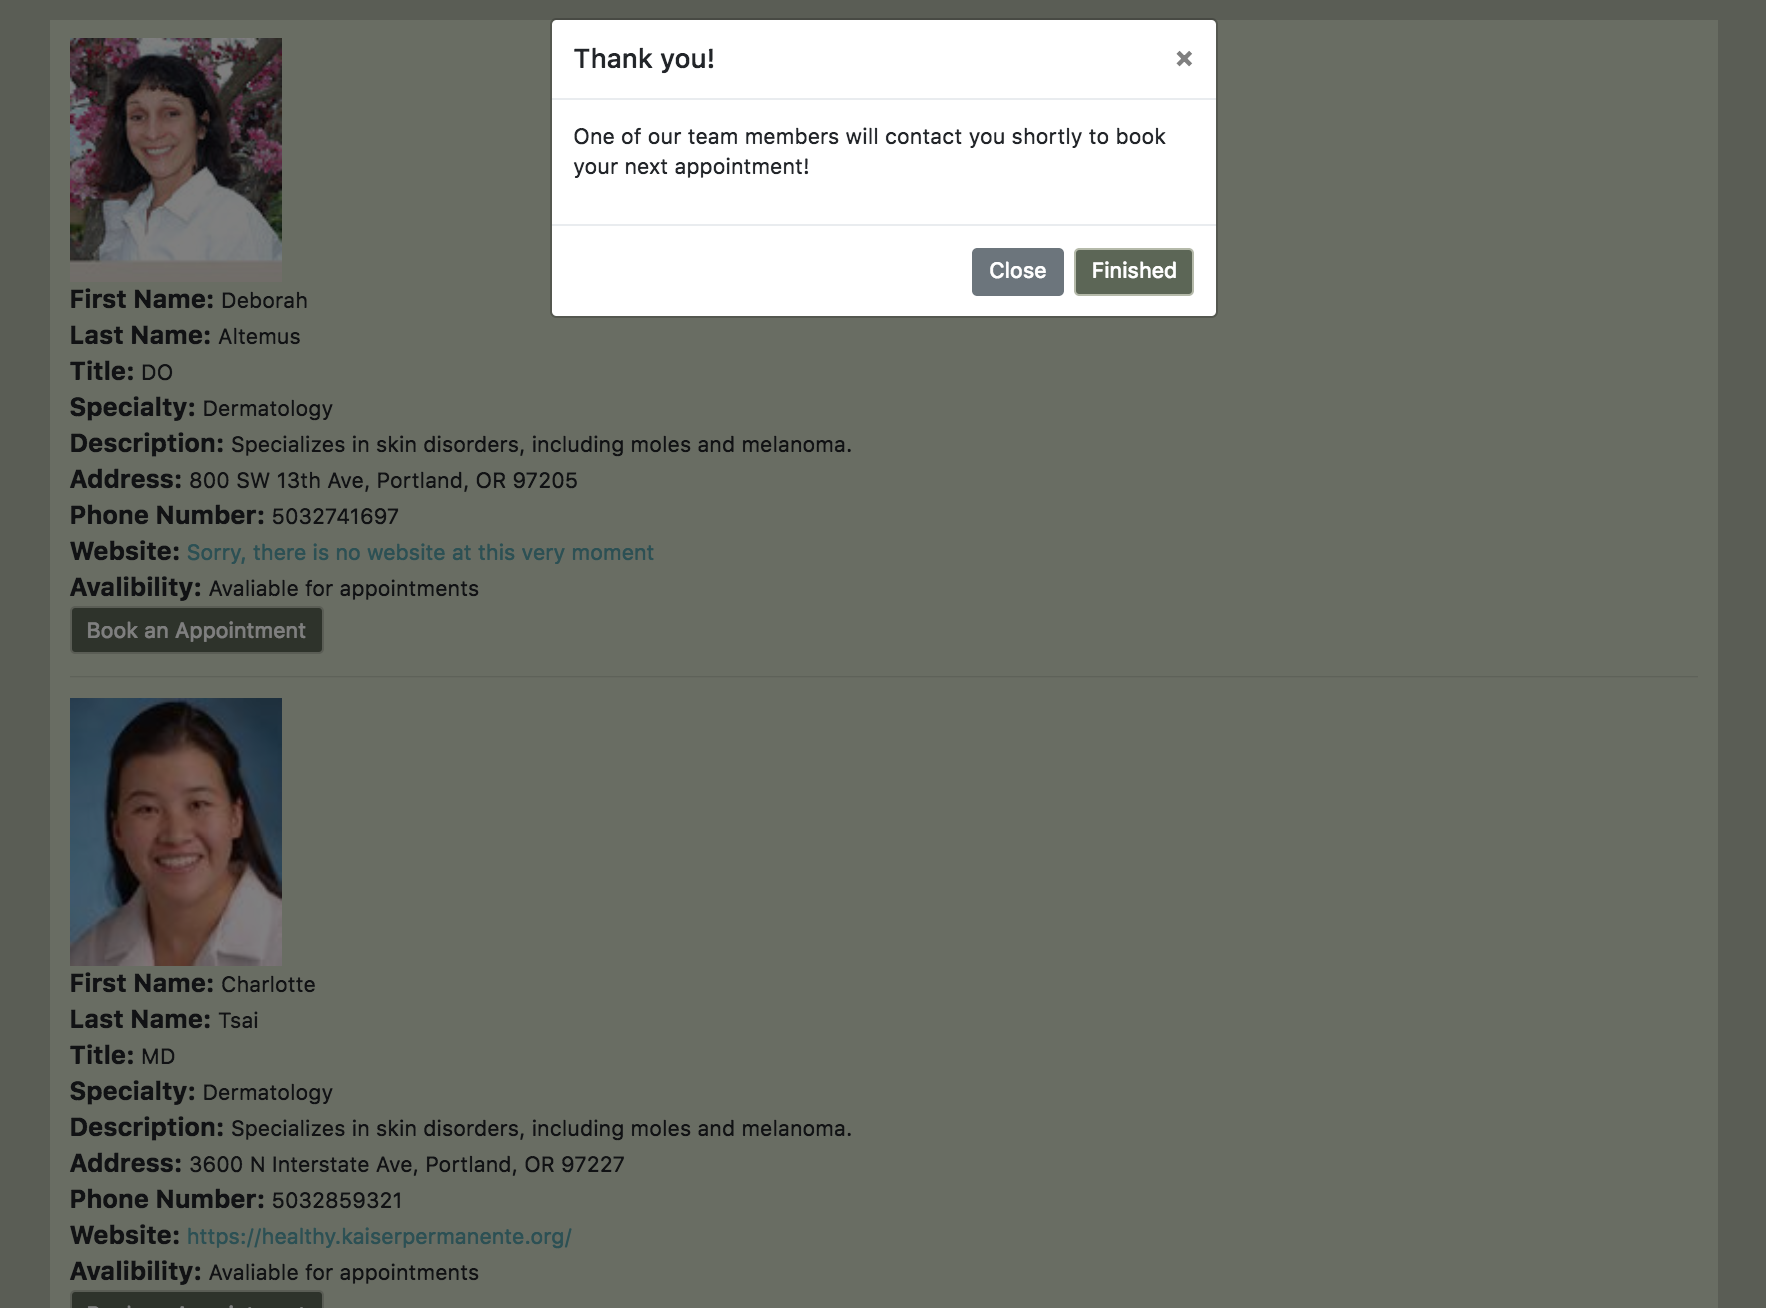 Thank you!
×
One of our team members will contact you shortly to book
your next appointment!
Close
Finished
First Name: Deborah
Last Name: Altemus
Title: DO
Specialty: Dermatology
Description: Specializes in skin disorders, including moles and melanoma.
Address: 800 SW 13th Ave, Portland, OR 97205
Phone Number: 5032741697
Website: Sorry, there is no website at this very moment
Avalibility: Avaliable for appointments
Book an Appointment
First Name: Charlotte
Last Name: Tsai
Title: MD
Specialty: Dermatology
Description: Specializes in skin disorders, including moles and melanoma.
Address: 3600 N Interstate Ave, Portland, OR 97227
Phone Number: 5032859321
Website: https://healthy.kaiserpermanente.org/
Avalibility: Avaliable for appointments